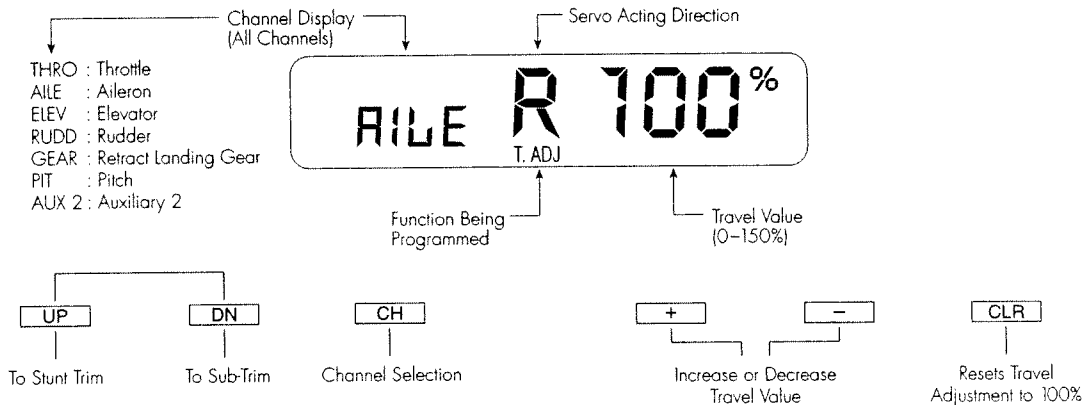 Channel Display
(All Channels)
Servo Acting Direction
THRO : Throttle
AILE : Aileron
ELEV : Elevator
RUDD : Rudder
GEAR : Retract Landing Gear
PIT : Pitch
AUX 2 : Auxiliary 2
AILE R 100%
T. ADJ
Function Being
Programmed
Travel Value
(0–150%)
UP
DN
CH
+
–
CLR
To Stunt Trim
To Sub-Trim
Channel Selection
Increase or Decrease
Travel Value
Resets Travel
Adjustment to 100%